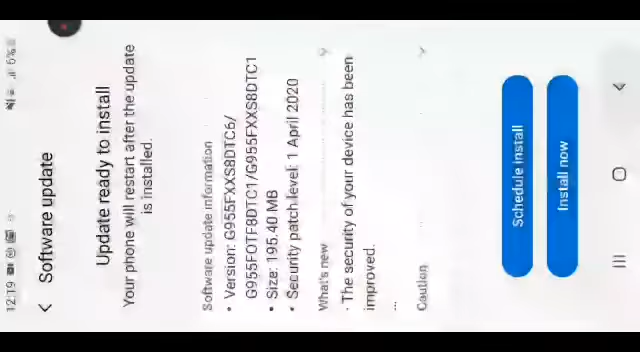 12:19
6%
Software update
Update ready to install
Your phone will restart after the update
is installed.
Software update information
• Version: G955FXXS8DTC6/
G955FOTF8DTC1/G955FXXS8DTC1
• Size: 195.40 MB
• Security patch level: 1 April 2020
What's new
- The security of your device has been
improved.
...
Caution
Schedule install
Install now